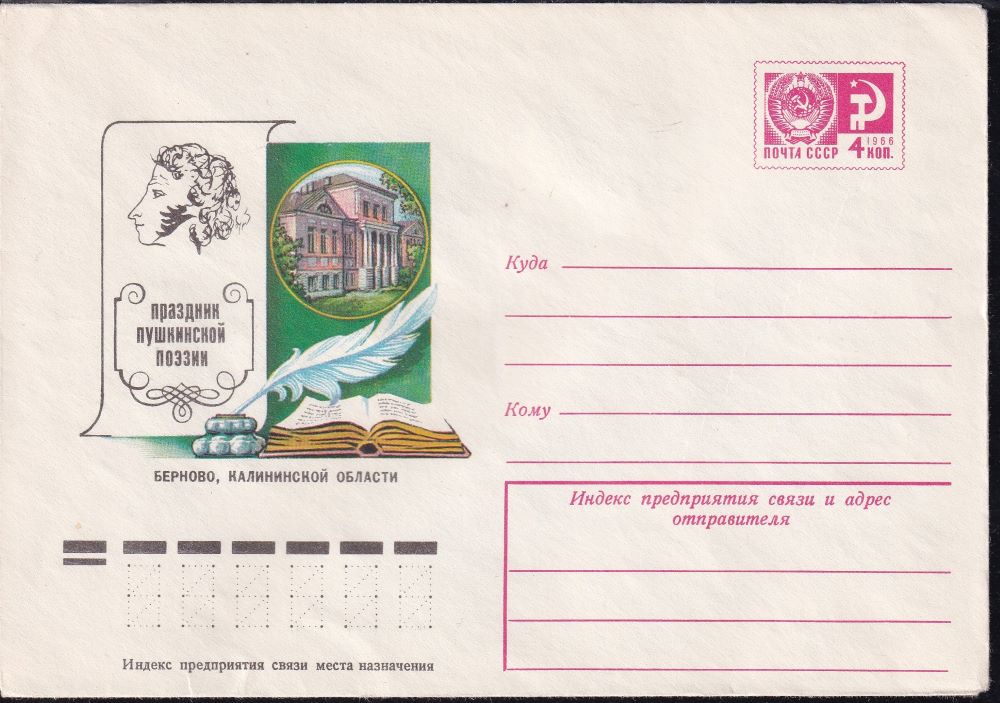 ПОЧТА СССР
1966
4 КОП.
праздник
пушкинской
поэзии
БЕРНОВО, КАЛИНИНСКОЙ ОБЛАСТИ
Куда
Кому
Индекс предприятия связи и адрес
отправителя
Индекс предприятия связи места назначения